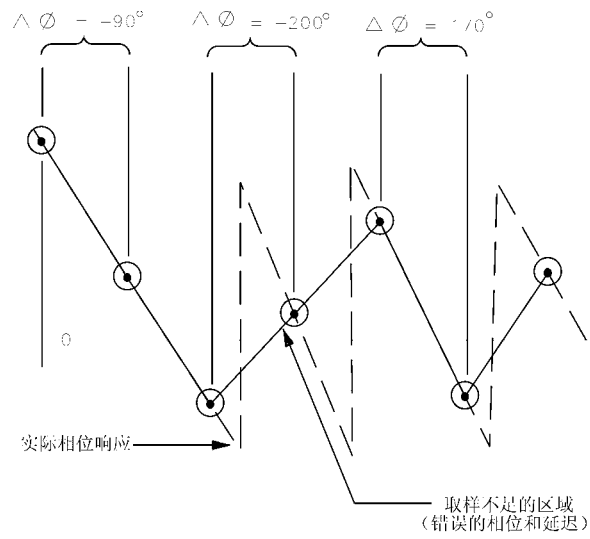 △∅ = -90°
△∅ = -200°
△∅ = 170°
0
实际相位响应
取样不足的区域
(错误的相位和延迟)